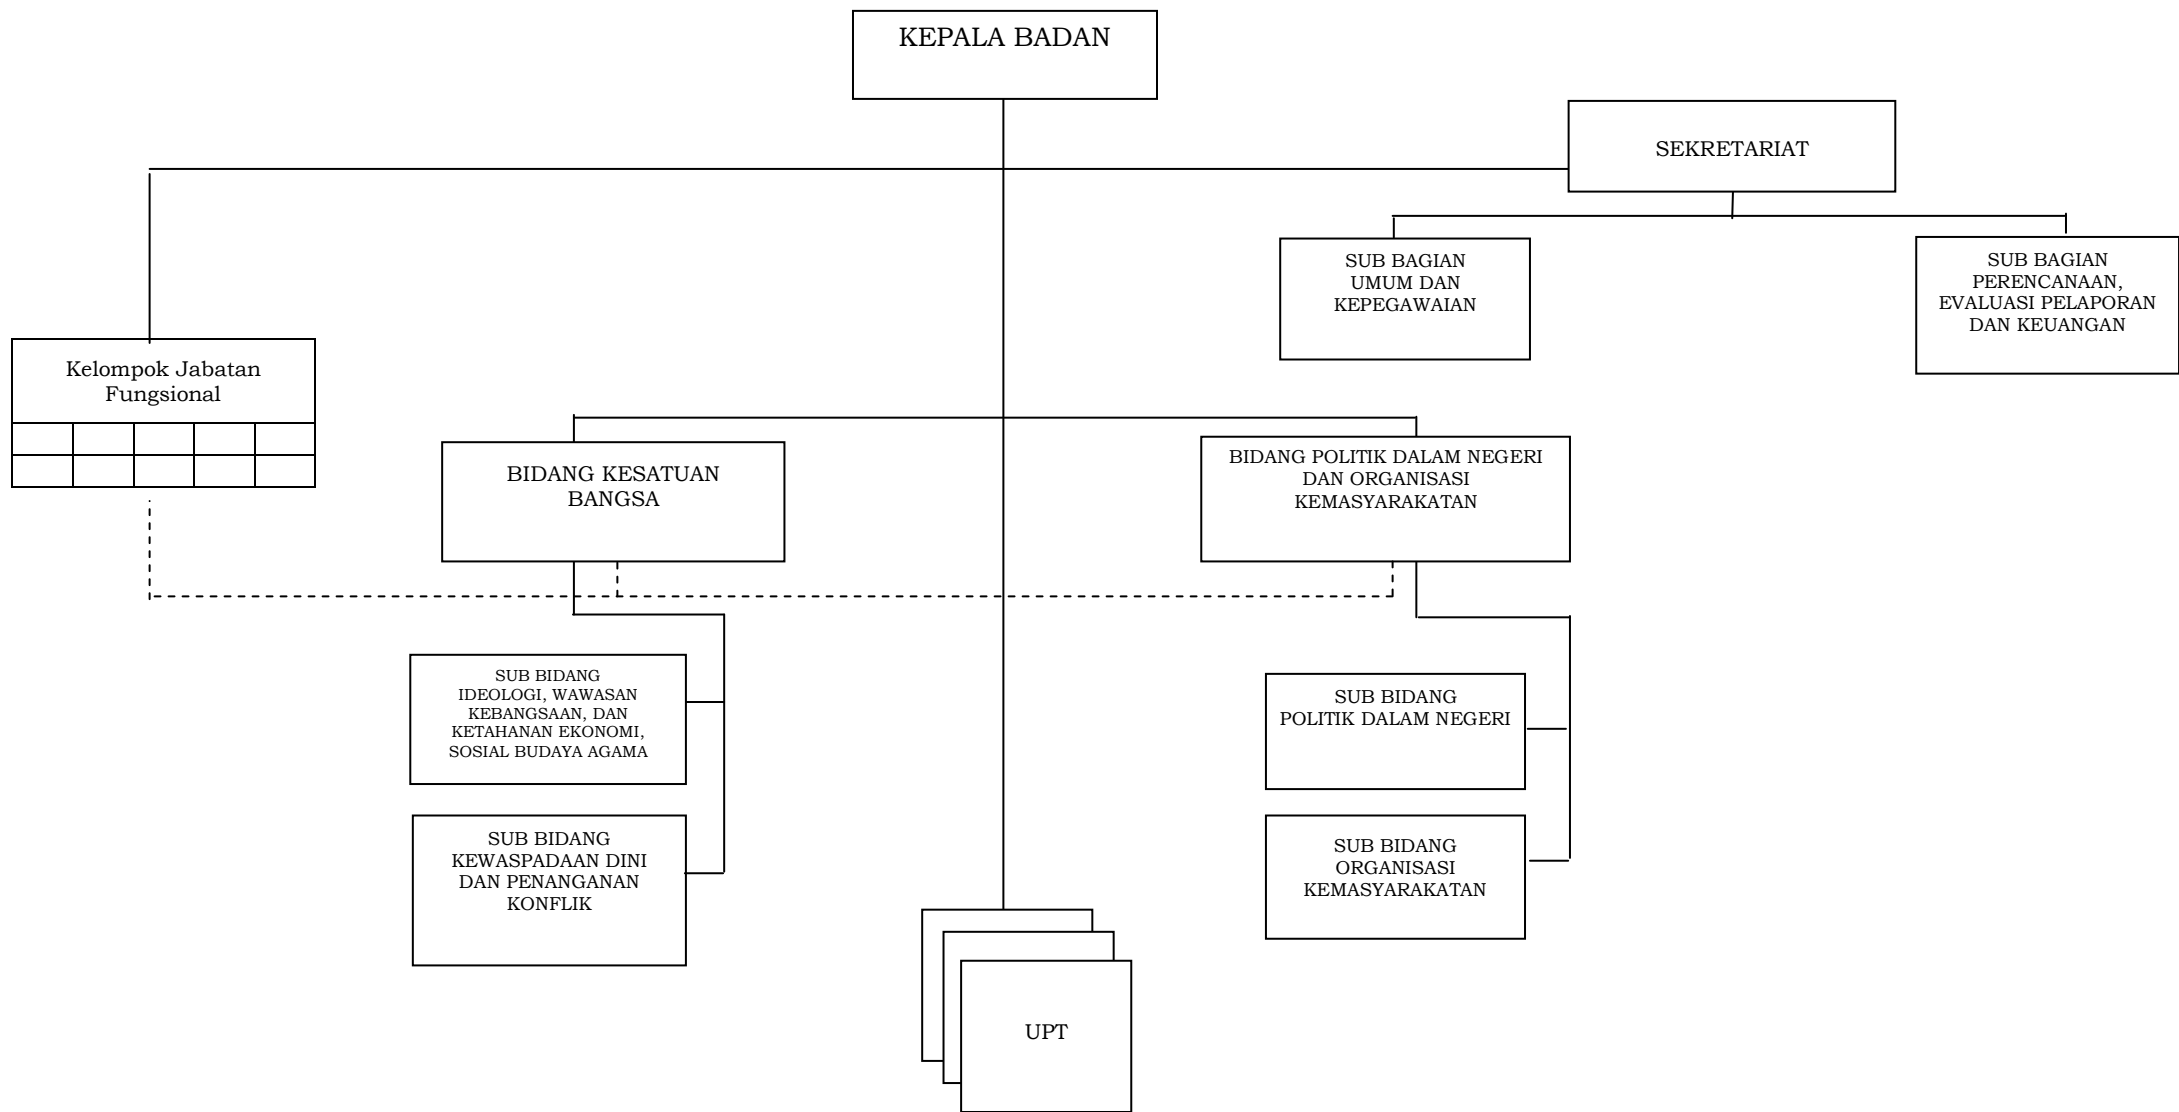 KEPALA BADAN
SEKRETARIAT
SUB BAGIAN
UMUM DAN
KEPEGAWAIAN
SUB BAGIAN
PERENCANAAN,
EVALUASI PELAPORAN
DAN KEUANGAN
Kelompok Jabatan
Fungsional
BIDANG KESATUAN
BANGSA
BIDANG POLITIK DALAM NEGERI
DAN ORGANISASI
KEMASYARAKATAN
SUB BIDANG
IDEOLOGI, WAWASAN
KEBANGSAAN, DAN
KETAHANAN EKONOMI,
SOSIAL BUDAYA AGAMA
SUB BIDANG
POLITIK DALAM NEGERI
SUB BIDANG
KEWASPADAAN DINI
DAN PENANGANAN
KONFLIK
SUB BIDANG
ORGANISASI
KEMASYARAKATAN
UPT